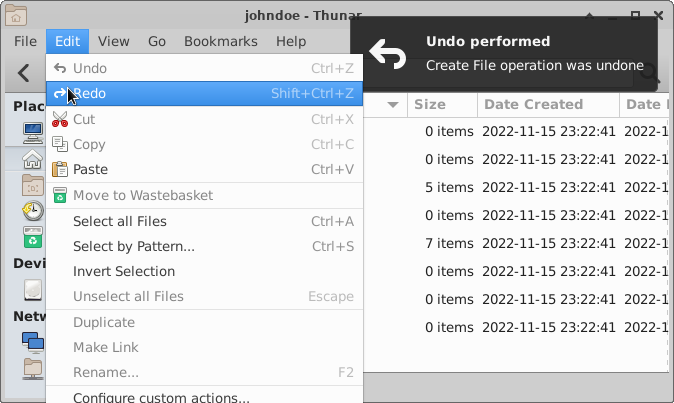 johndoe - Thunar
File Edit View Go Bookmarks Help
Undo performed
Create File operation was undone
Undo Ctrl+Z
Redo Shift+Ctrl+Z
Cut Ctrl+X
Copy Ctrl+C
Paste Ctrl+V
Move to Wastebasket
Select all Files Ctrl+A
Select by Pattern... Ctrl+S
Invert Selection
Unselect all Files Escape
Duplicate
Make Link
Rename... F2
Configure custom actions...
Plac
Devi
Netw
Size Date Created Date
0 items 2022-11-15 23:22:41 2022-1
0 items 2022-11-15 23:22:41 2022-1
5 items 2022-11-15 23:22:41 2022-1
0 items 2022-11-15 23:22:41 2022-1
7 items 2022-11-15 23:22:41 2022-1
0 items 2022-11-15 23:22:41 2022-1
0 items 2022-11-15 23:22:41 2022-1
0 items 2022-11-15 23:22:41 2022-1